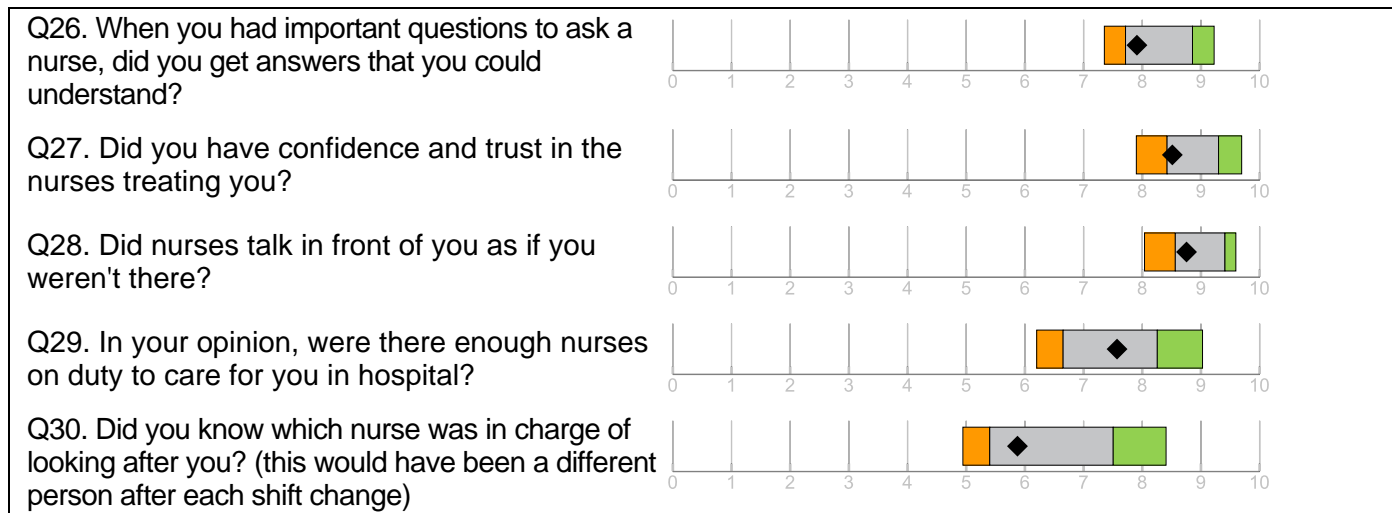 Q26. When you had important questions to ask a
nurse, did you get answers that you could
understand?
0 1 2 3 4 5 6 7 8 9 10
Q27. Did you have confidence and trust in the
nurses treating you?
0 1 2 3 4 5 6 7 8 9 10
Q28. Did nurses talk in front of you as if you
weren't there?
0 1 2 3 4 5 6 7 8 9 10
Q29. In your opinion, were there enough nurses
on duty to care for you in hospital?
0 1 2 3 4 5 6 7 8 9 10
Q30. Did you know which nurse was in charge of
looking after you? (this would have been a different
person after each shift change)
0 1 2 3 4 5 6 7 8 9 10